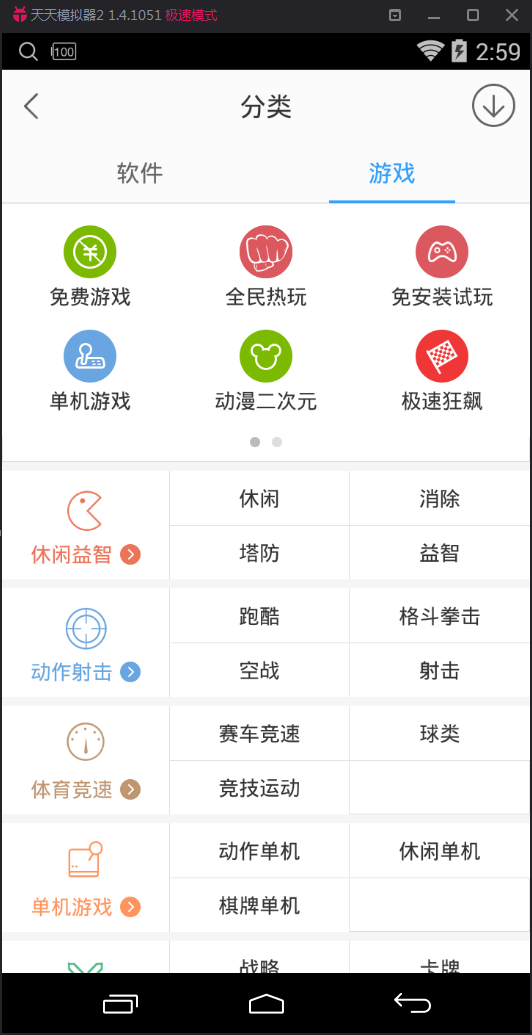 天天模拟器2 1.4.1051 极速模式
100 2:59
分类
软件 游戏
免费游戏 全民热玩 免安装试玩
单机游戏 动漫二次元 极速狂飙
休闲 消除
休闲益智
塔防 益智
跑酷 格斗拳击
动作射击
空战 射击
赛车竞速 球类
体育竞速
竞技运动
动作单机 休闲单机
单机游戏
棋牌单机
战略 卡牌